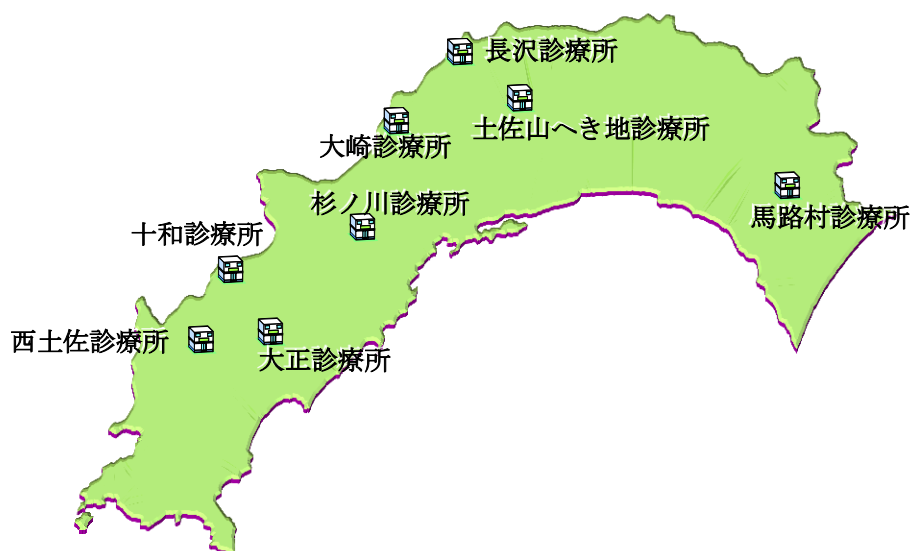 長沢診療所
土佐山へき地診療所
大崎診療所
杉ノ川診療所
馬路村診療所
十和診療所
西土佐診療所
大正診療所